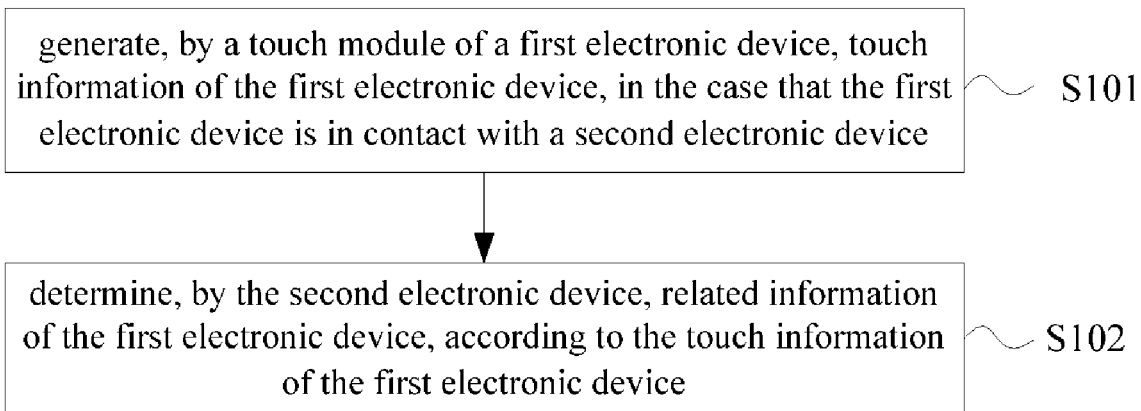 generate, by a touch module of a first electronic device, touch
information of the first electronic device, in the case that the first
electronic device is in contact with a second electronic device
S101
determine, by the second electronic device, related information
of the first electronic device, according to the touch information
of the first electronic device
S102